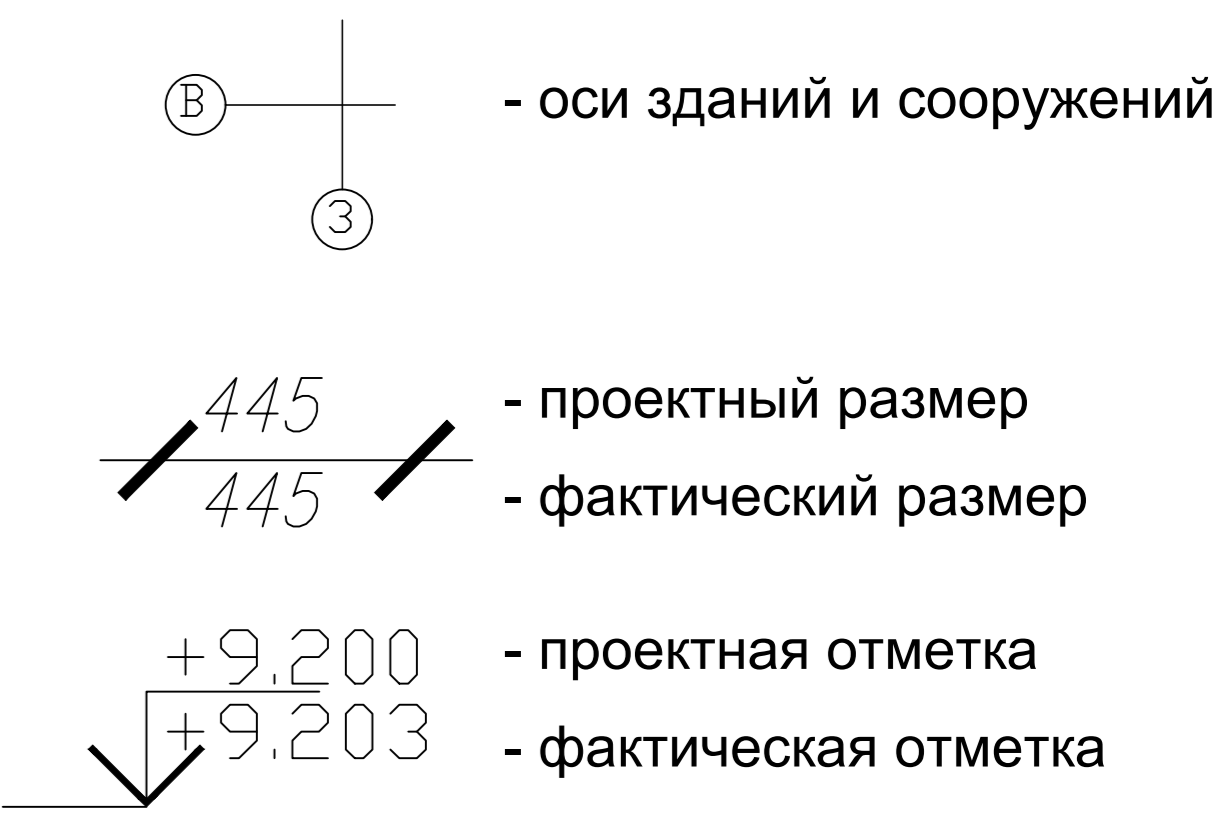 В - оси зданий и сооружений
3
445 - проектный размер
445 - фактический размер
+9.200 - проектная отметка
+9.203 - фактическая отметка